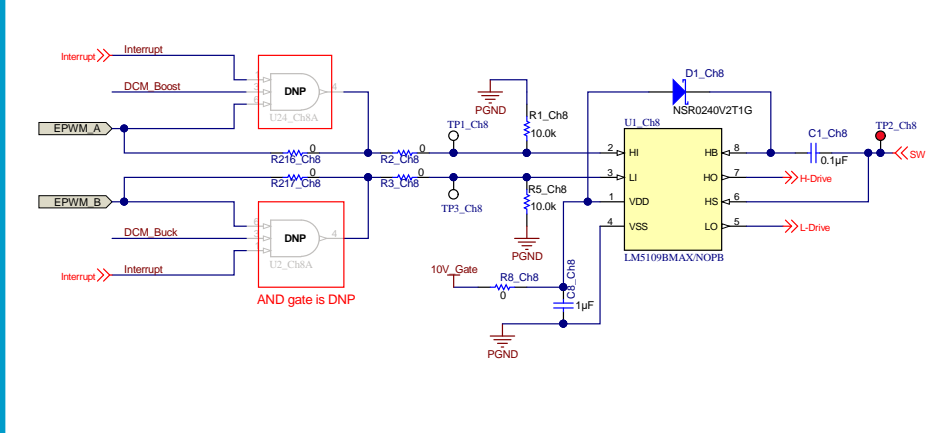 Interrupt
Interrupt
DCM_Boost
EPWM_A
DNP
U24_Ch8A
4
PGND
TP1_Ch8
R1_Ch8
10.0k
D1_Ch8
NSR0240V2T1G
U1_Ch8
C1_Ch8
0.1µF
TP2_Ch8
SW
0
R216_Ch8
0
R2_Ch8
2
HI
HB
8
0
R217_Ch8
0
R3_Ch8
3
LI
HO
7
H-Drive
TP3_Ch8
R5_Ch8
10.0k
1
VDD
HS
6
4
VSS
LO
5
L-Drive
LM5109BMAX/NOPB
EPWM_B
DCM_Buck
DNP
U2_Ch8A
4
Interrupt
Interrupt
AND gate is DNP
PGND
10V_Gate
R8_Ch8
0
C8_Ch8
1µF
PGND